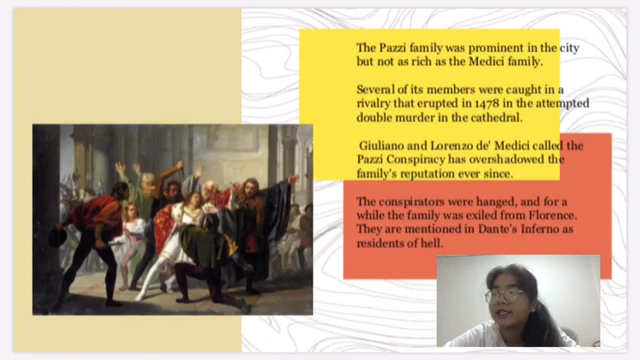 The Pazzi family was prominent in the city
but not as rich as the Medici family.
Several of its members were caught in a
rivalry that erupted in 1478 in the attempted
double murder in the cathedral.
Giuliano and Lorenzo de' Medici called the
Pazzi Conspiracy has overshadowed the
family's reputation ever since.
The conspirators were hanged, and for a
while the family was exiled from Florence.
They are mentioned in Dante's Inferno as
residents of hell.